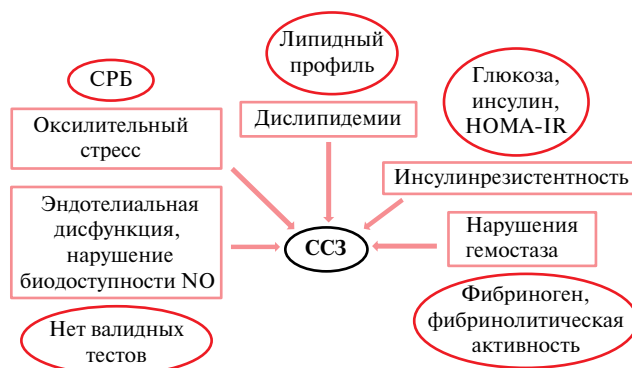 Липидный
профиль
СРБ
Глюкоза,
инсулин,
HOMA-IR
Оксилительный
стресс
Дислипидемии
Инсулинрезистентность
Эндотелиальная
дисфункция,
нарушение
биодоступности NO
ССЗ
Нарушения
гемостаза
Нет валидных
тестов
Фибриноген,
фибринолитическая
активность